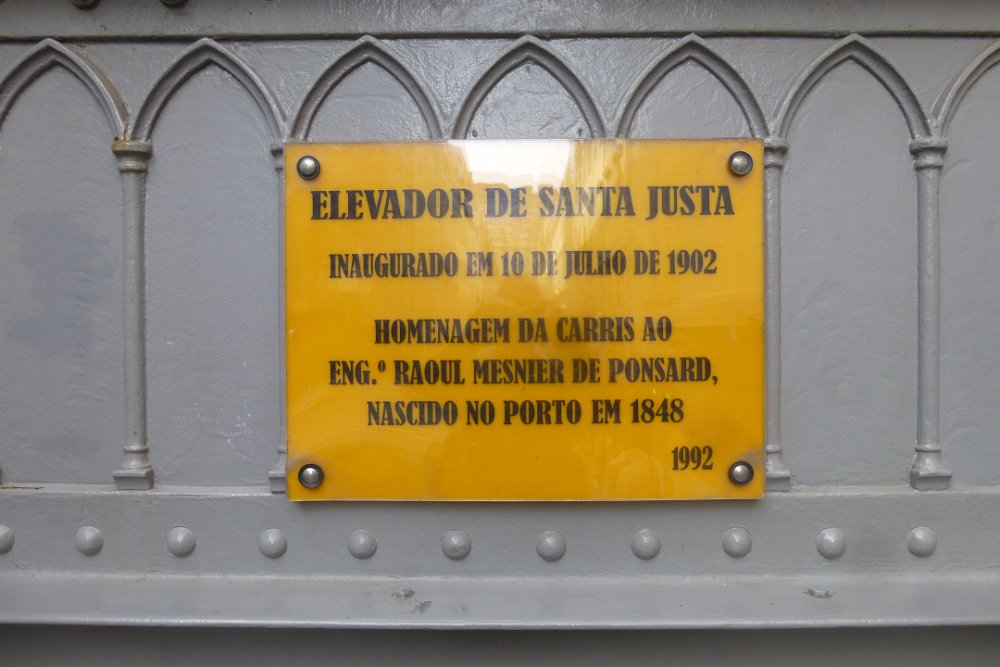 ELEVADOR DE SANTA JUSTA
INAUGURADO EM 10 DE JULHO DE 1902
HOMENAGEM DA CARRIS AO
ENG.º RAOUL MESNIER DE PONSARD,
NASCIDO NO PORTO EM 1848
1992